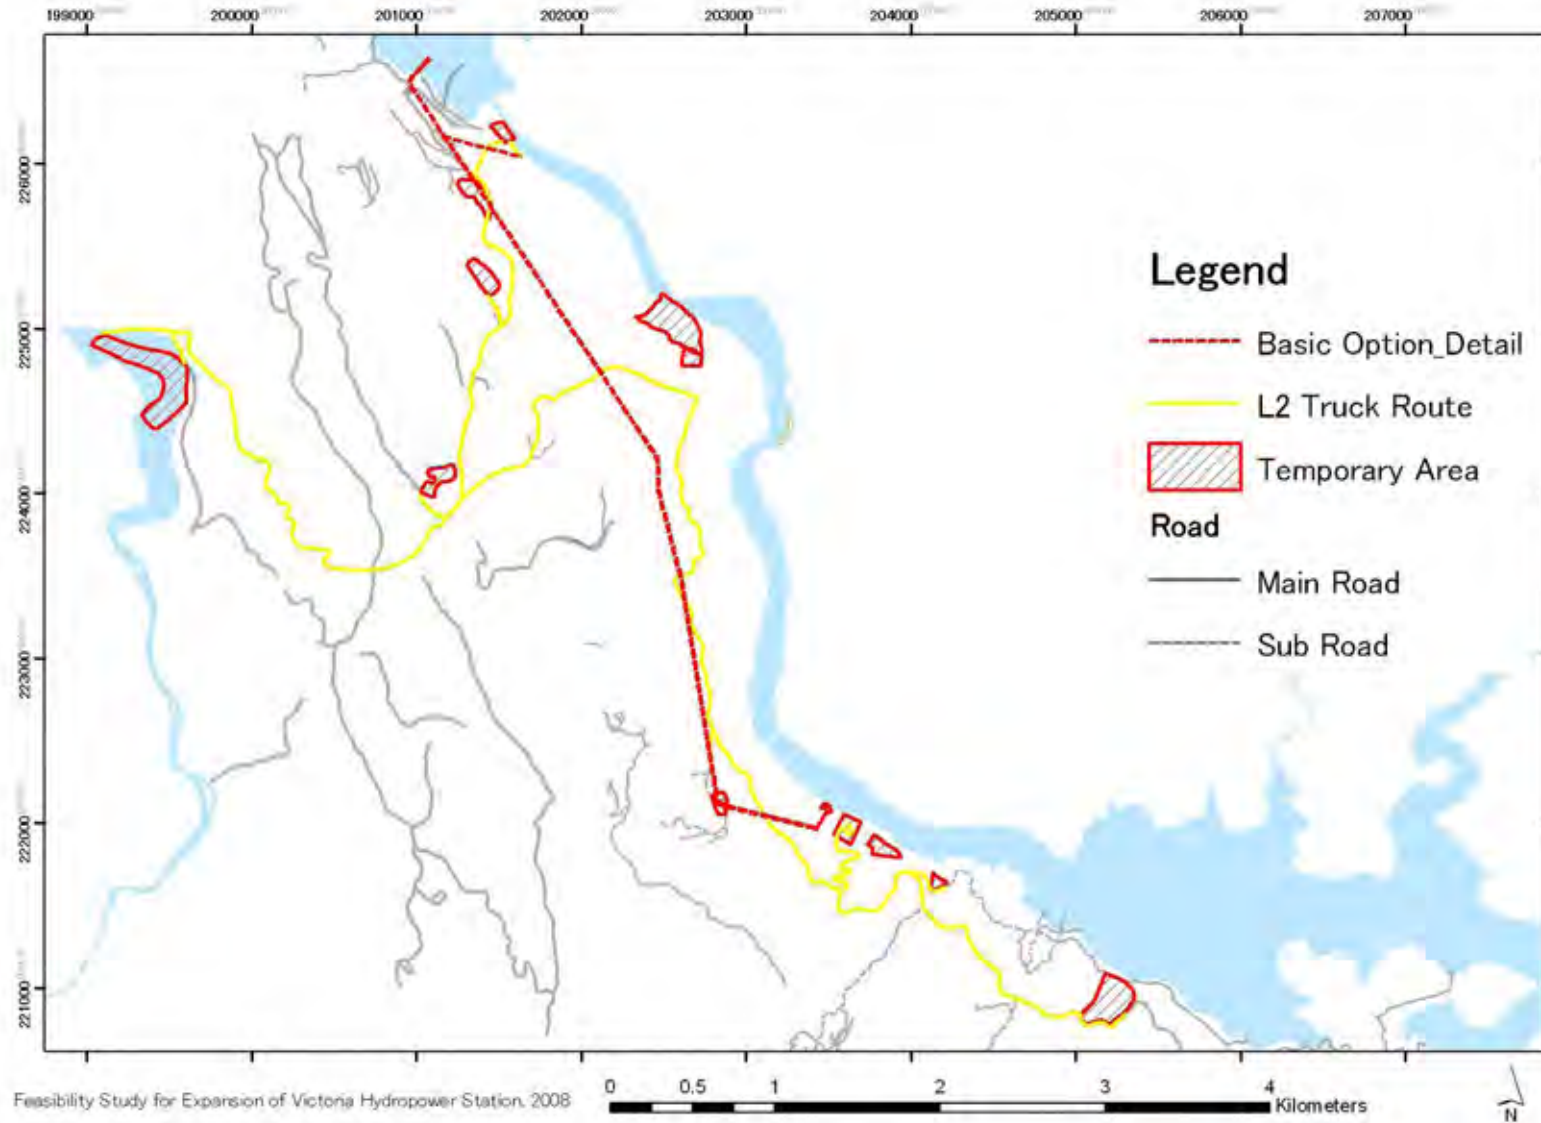 199000 200000 201000 202000 203000 204000 205000 206000 207000
226000
225000
224000
223000
222000
221000
Legend
Basic Option_Detail
L2 Truck Route
Temporary Area
Road
Main Road
Sub Road
Feasibility Study for Expansion of Victoria Hydropower Station, 2008
0 0.5 1 2 3 4
Kilometers
N